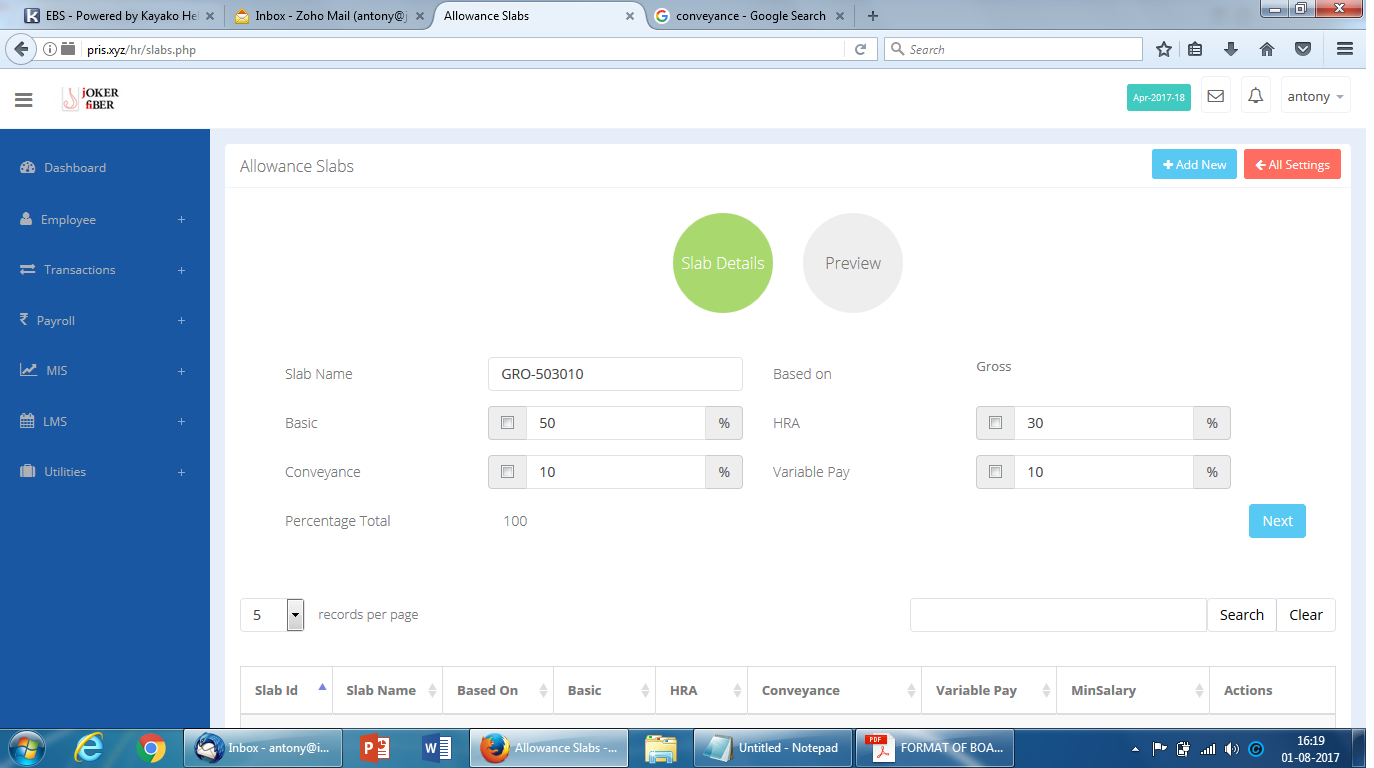 EBS - Powered by Kayako He
Inbox - Zoho Mail (antony@
Allowance Slabs
conveyance - Google Search
pris.xyz/hr/slabs.php
Search
jOKER
fiBER
Apr-2017-18
antony
Dashboard
Employee
Transactions
Payroll
MIS
LMS
Utilities
Allowance Slabs
Add New
All Settings
Slab Details
Preview
Slab Name
GRO-503010
Based on
Gross
Basic
50
%
HRA
30
%
Conveyance
10
%
Variable Pay
10
%
Percentage Total
100
Next
5
records per page
Search
Clear
Slab Id
Slab Name
Based On
Basic
HRA
Conveyance
Variable Pay
MinSalary
Actions
Inbox - antony@i...
Allowance Slabs -...
Untitled - Notepad
PDF
FORMAT OF BOA...
16:19
01-08-2017